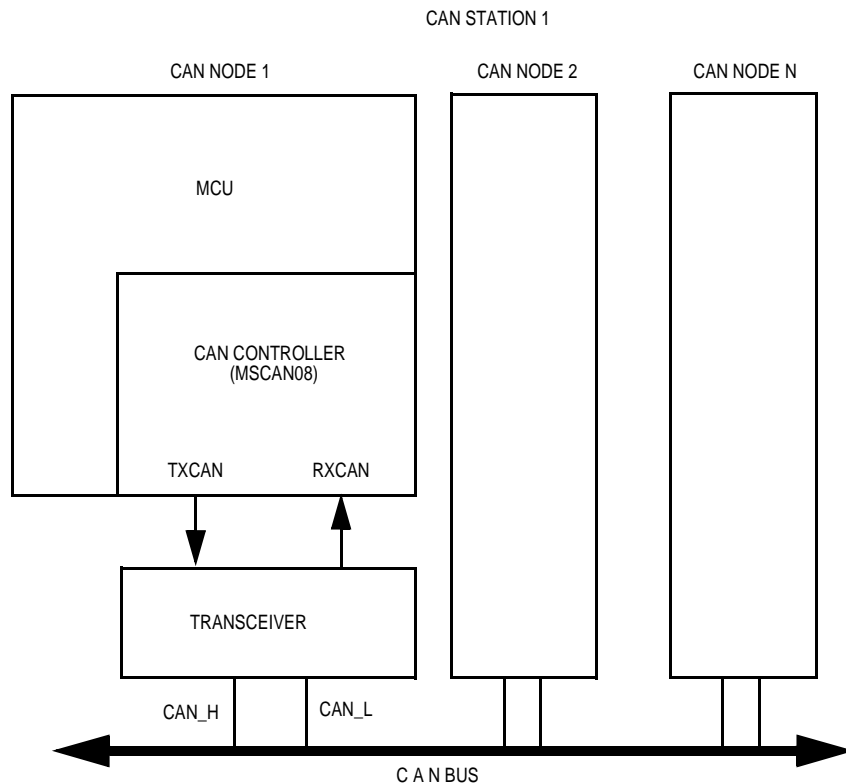 CAN STATION 1
CAN NODE 1
CAN NODE 2
CAN NODE N
MCU
CAN CONTROLLER
(MSCAN08)
TXCAN
RXCAN
TRANSCEIVER
CAN_H
CAN_L
C A N BUS